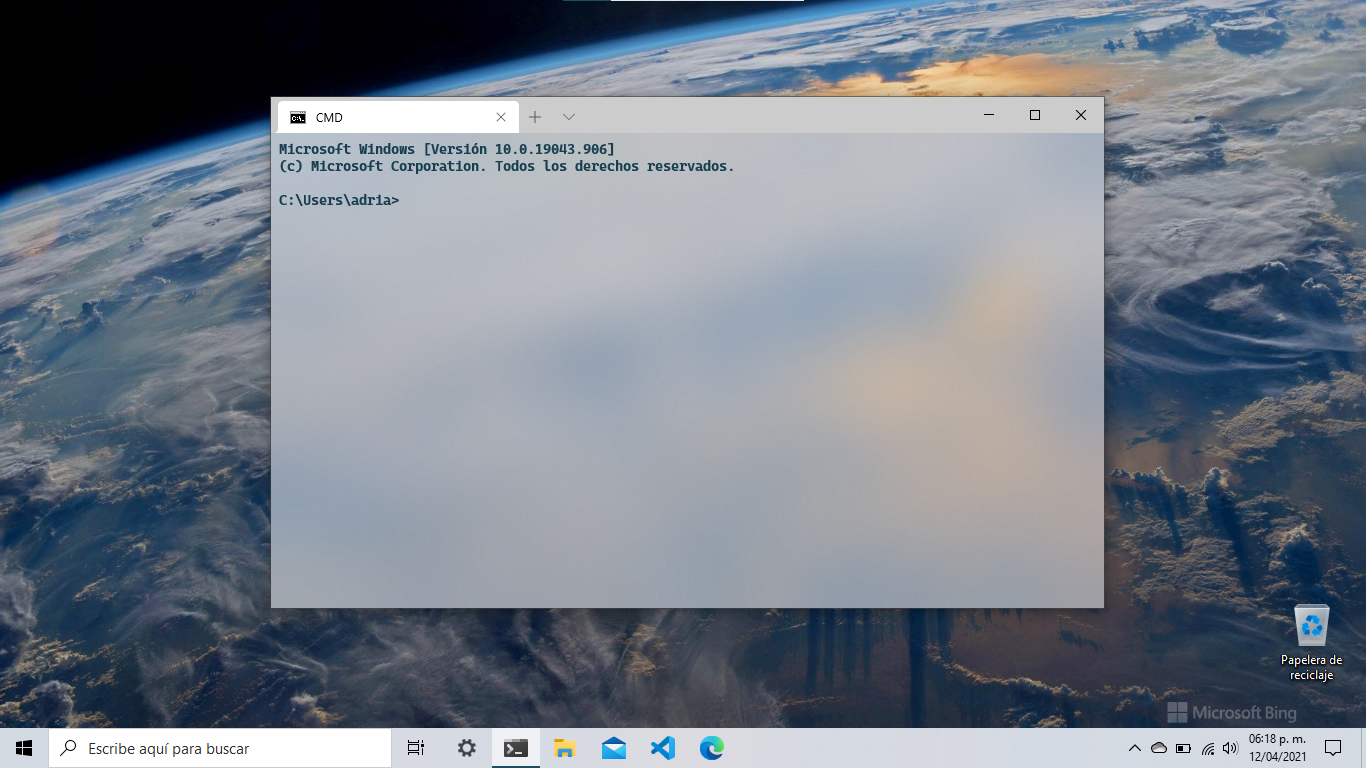 CMD
Microsoft Windows [Versión 10.0.19043.906]
(c) Microsoft Corporation. Todos los derechos reservados.
C:\Users\adria>
Papelera de
reciclaje
Microsoft Bing
Escribe aquí para buscar
06:18 p. m.
12/04/2021